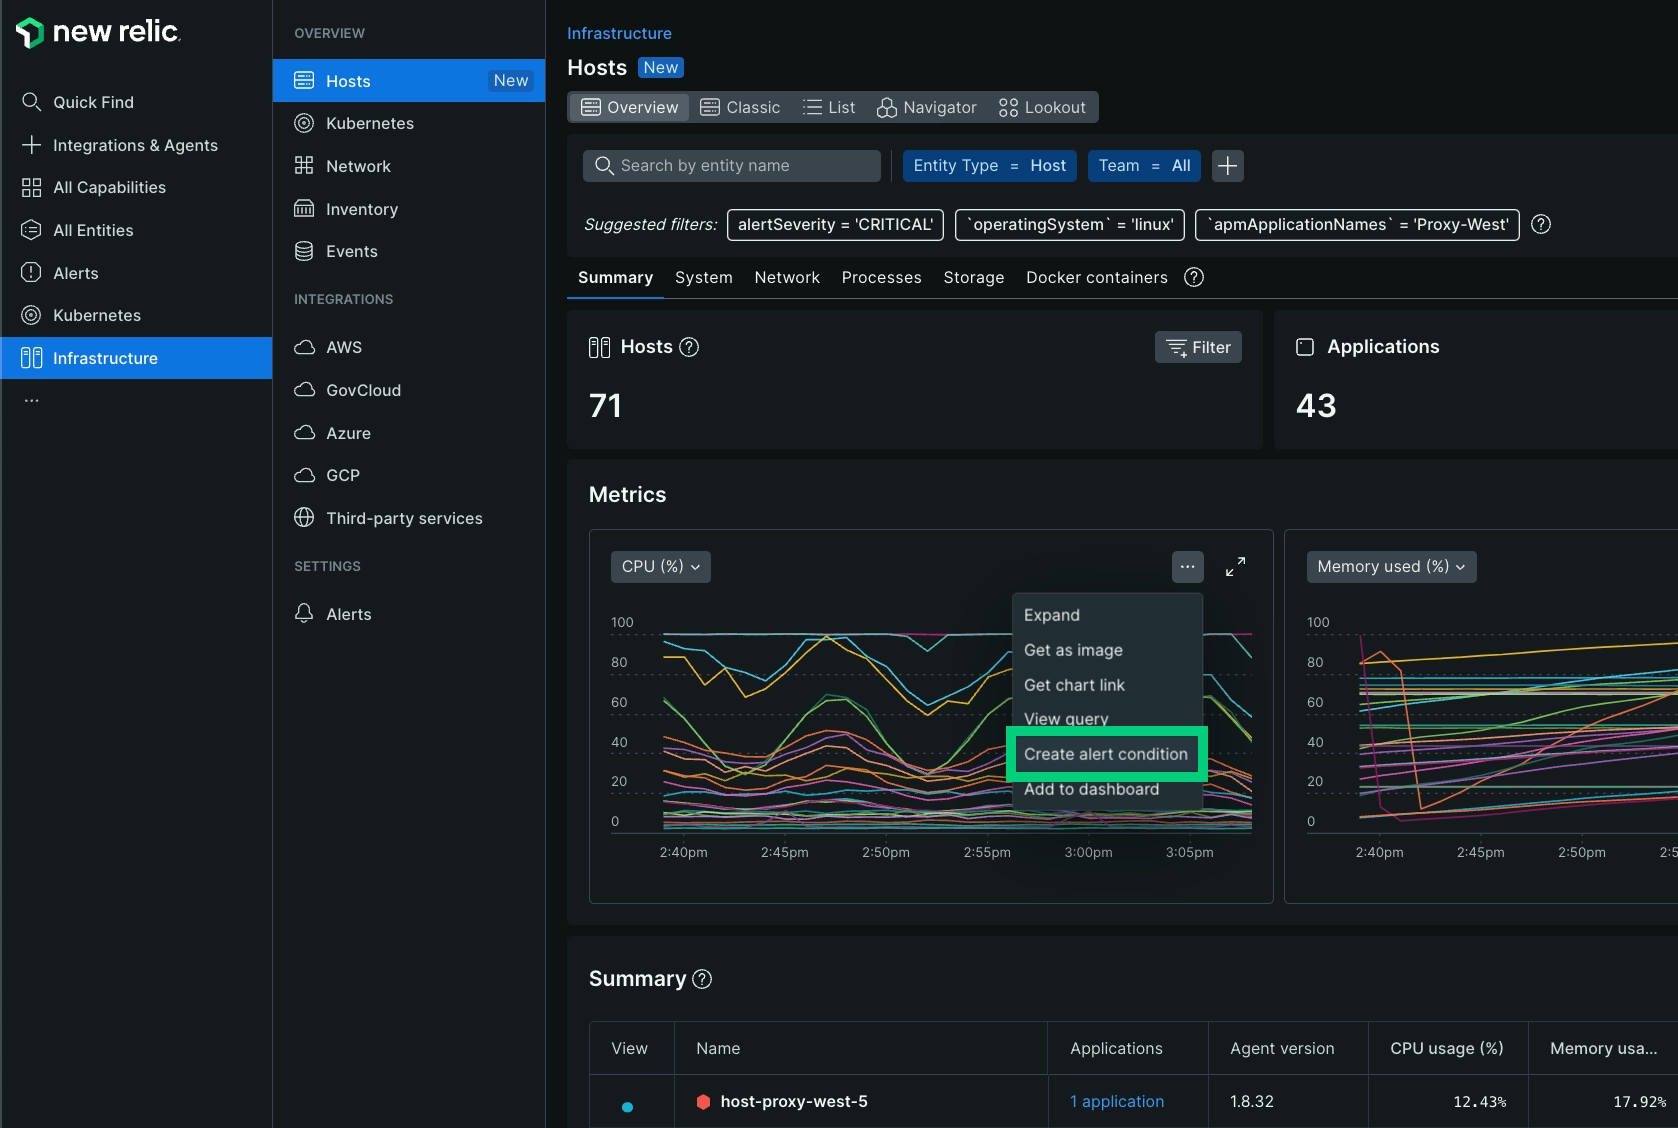 new relic
Quick Find
Integrations & Agents
All Capabilities
All Entities
Alerts
Kubernetes
Infrastructure
...
OVERVIEW
Hosts New
Kubernetes
Network
Inventory
Events
INTEGRATIONS
AWS
GovCloud
Azure
GCP
Third-party services
SETTINGS
Alerts
Infrastructure
Hosts New
Overview Classic List Navigator Lookout
Search by entity name Entity Type = Host Team = All
Suggested filters: alertSeverity = 'CRITICAL' `operatingSystem` = 'linux' `apmApplicationNames` = 'Proxy-West'
Summary System Network Processes Storage Docker containers
Hosts Filter
71
Applications
43
Metrics
CPU (%)
100
80
60
40
20
0
2:40pm 2:45pm 2:50pm 2:55pm 3:00pm 3:05pm
Expand
Get as image
Get chart link
View query
Create alert condition
Add to dashboard
Memory used (%)
100
80
60
40
20
0
2:40pm 2:45pm 2:50pm 2:5
Summary
View Name Applications Agent version CPU usage (%) Memory usa...
host-proxy-west-5 1 application 1.8.32 12.43% 17.92%